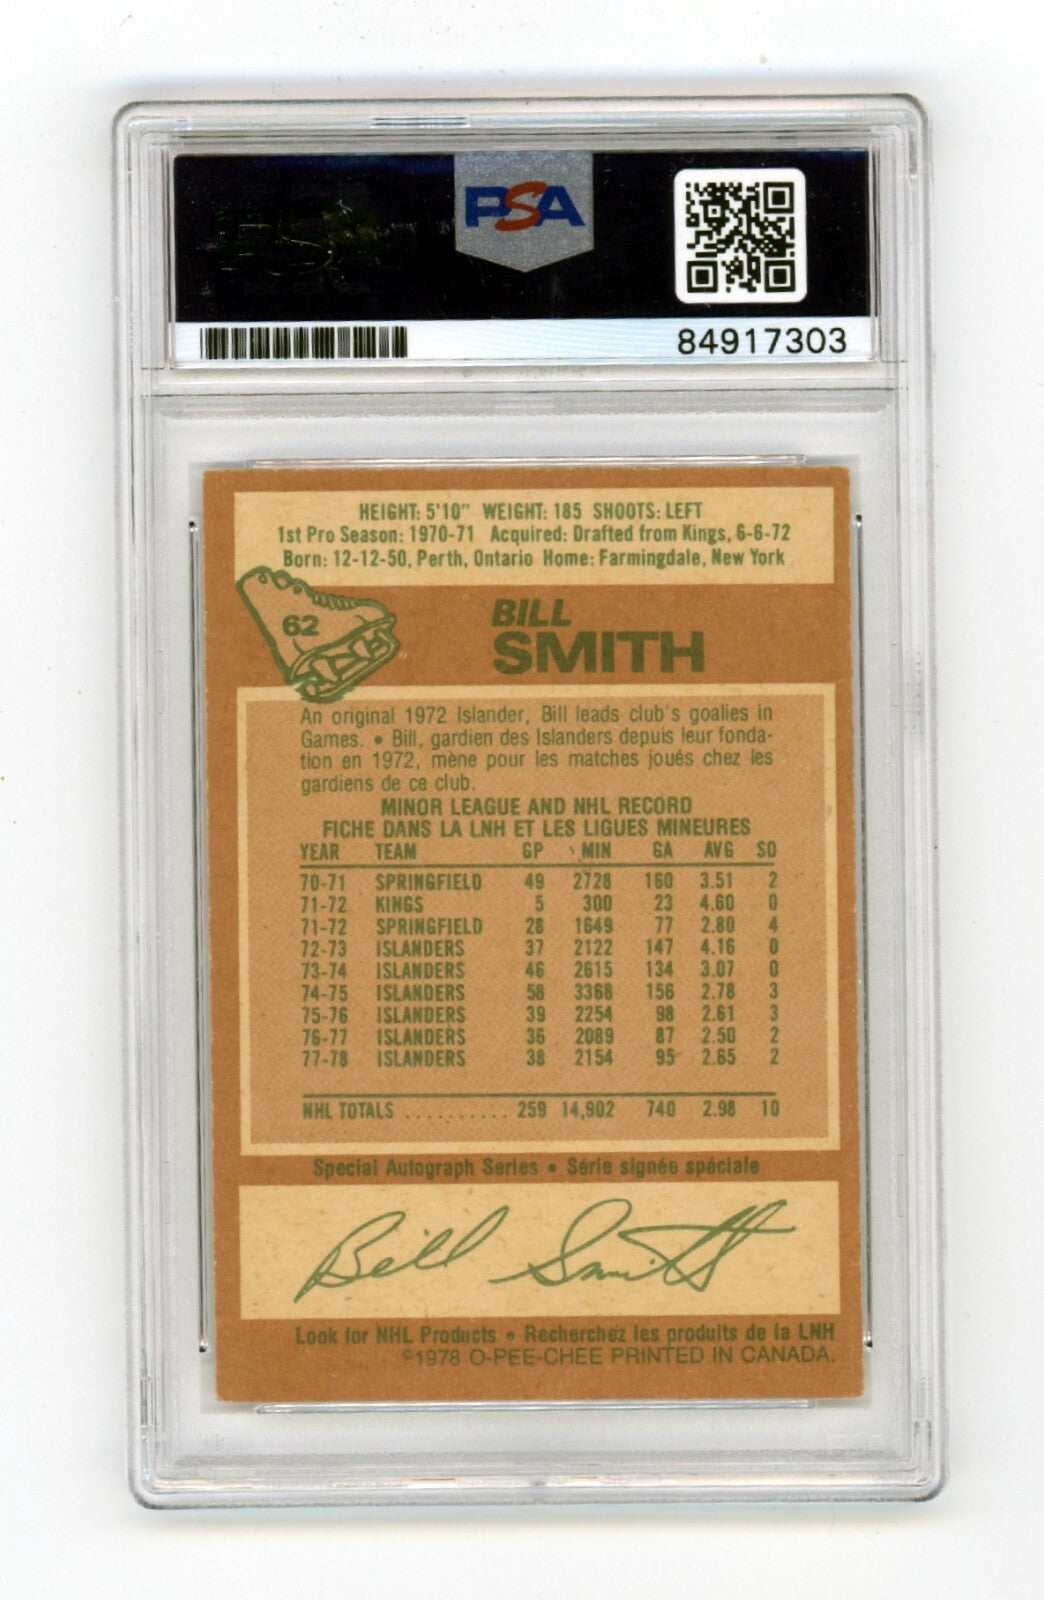 PSA
84917303
HEIGHT: 5'10" WEIGHT: 185 SHOOTS: LEFT
1st Pro Season: 1970-71 Acquired: Drafted from Kings, 6-6-72
Born: 12-12-50, Perth, Ontario Home: Farmingdale, New York
62
BILL
SMITH
An original 1972 Islander, Bill leads club's goalies in
Games. • Bill, gardien des Islanders depuis leur fonda-
tion en 1972, mène pour les matches joués chez les
gardiens de ce club.
MINOR LEAGUE AND NHL RECORD
FICHE DANS LA LNH ET LES LIGUES MINEURES
YEAR TEAM GP MIN GA AVG SO
70-71 SPRINGFIELD 49 2728 160 3.51 2
71-72 KINGS 5 300 23 4.60 0
71-72 SPRINGFIELD 28 1649 77 2.80 4
72-73 ISLANDERS 37 2122 147 4.16 0
73-74 ISLANDERS 46 2615 134 3.07 0
74-75 ISLANDERS 58 3368 156 2.78 3
75-76 ISLANDERS 39 2254 98 2.61 3
76-77 ISLANDERS 36 2089 87 2.50 2
77-78 ISLANDERS 38 2154 95 2.65 2
NHL TOTALS .......... 259 14,902 740 2.98 10
Special Autograph Series • Série signée spéciale
Bill Smith
Look for NHL Products • Recherchez les produits de la LNH
©1978 O-PEE-CHEE PRINTED IN CANADA.